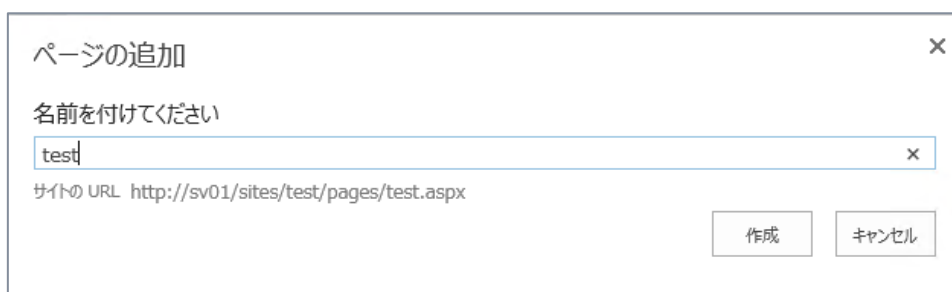 ページの追加
名前を付けてください
test
サイトの URL http://sv01/sites/test/pages/test.aspx
作成 キャンセル